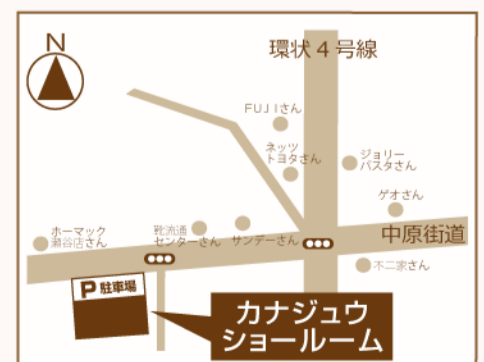 N
環状4号線
FUJIさん
ネッツ
トヨタさん
ジョリー
パスタさん
ゲオさん
ホーマック
瀬谷店さん
靴流通
センターさん
サンデーさん
中原街道
不二家さん
P 駐車場
カナジュウ
ショールーム